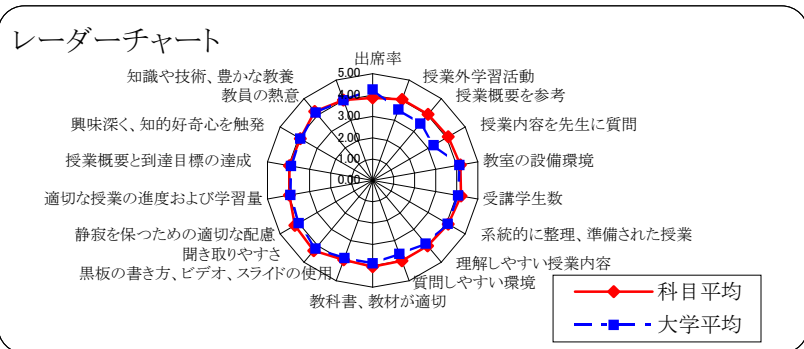 レーダーチャート
出席率
授業外学習活動
授業概要を参考
授業内容を先生に質問
教室の設備環境
受講学生数
系統的に整理、準備された授業
理解しやすい授業内容
質問しやすい環境
教科書、教材が適切
黒板の書き方、ビデオ、スライドの使用
聞き取りやすさ
静寂を保つための適切な配慮
適切な授業の進度および学習量
授業概要と到達目標の達成
興味深く、知的好奇心を触発
教員の熱意
知識や技術、豊かな教養
5.00
4.00
3.00
2.00
1.00
0.00
科目平均
大学平均